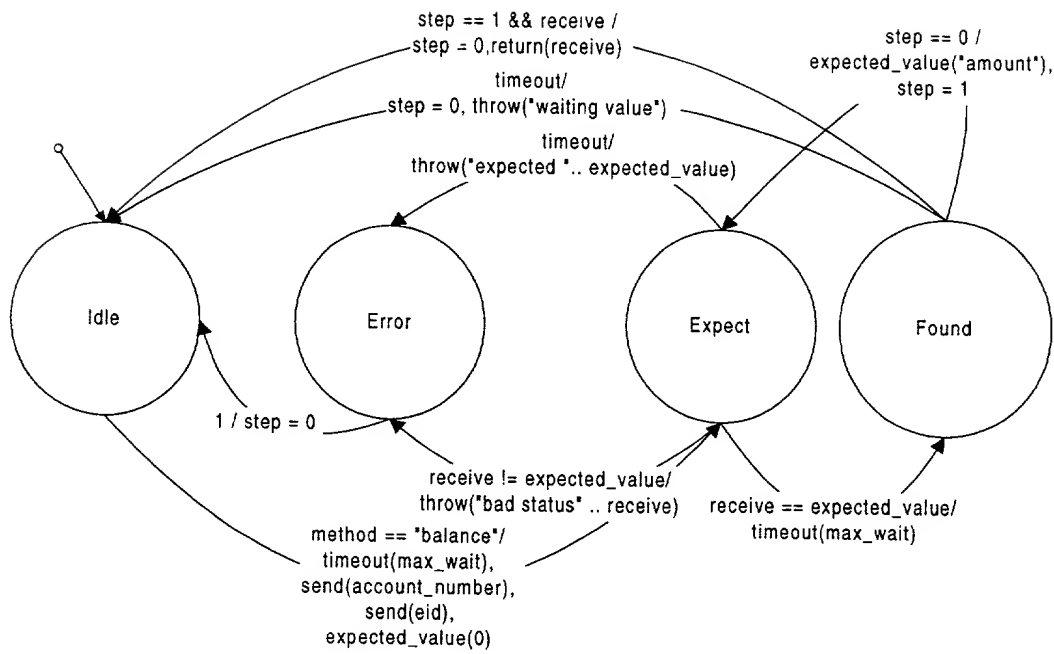 step == 1 && receive /
step = 0,return(receive)
step == 0 /
expected_value("amount"),
step = 1
timeout/
step = 0, throw("waiting value")
timeout/
throw("expected ".. expected_value)
Idle
Error
Expect
Found
1 / step = 0
receive != expected_value/
throw("bad status" .. receive)
receive == expected_value/
timeout(max_wait)
method == "balance"/
timeout(max_wait),
send(account_number),
send(eid),
expected_value(0)